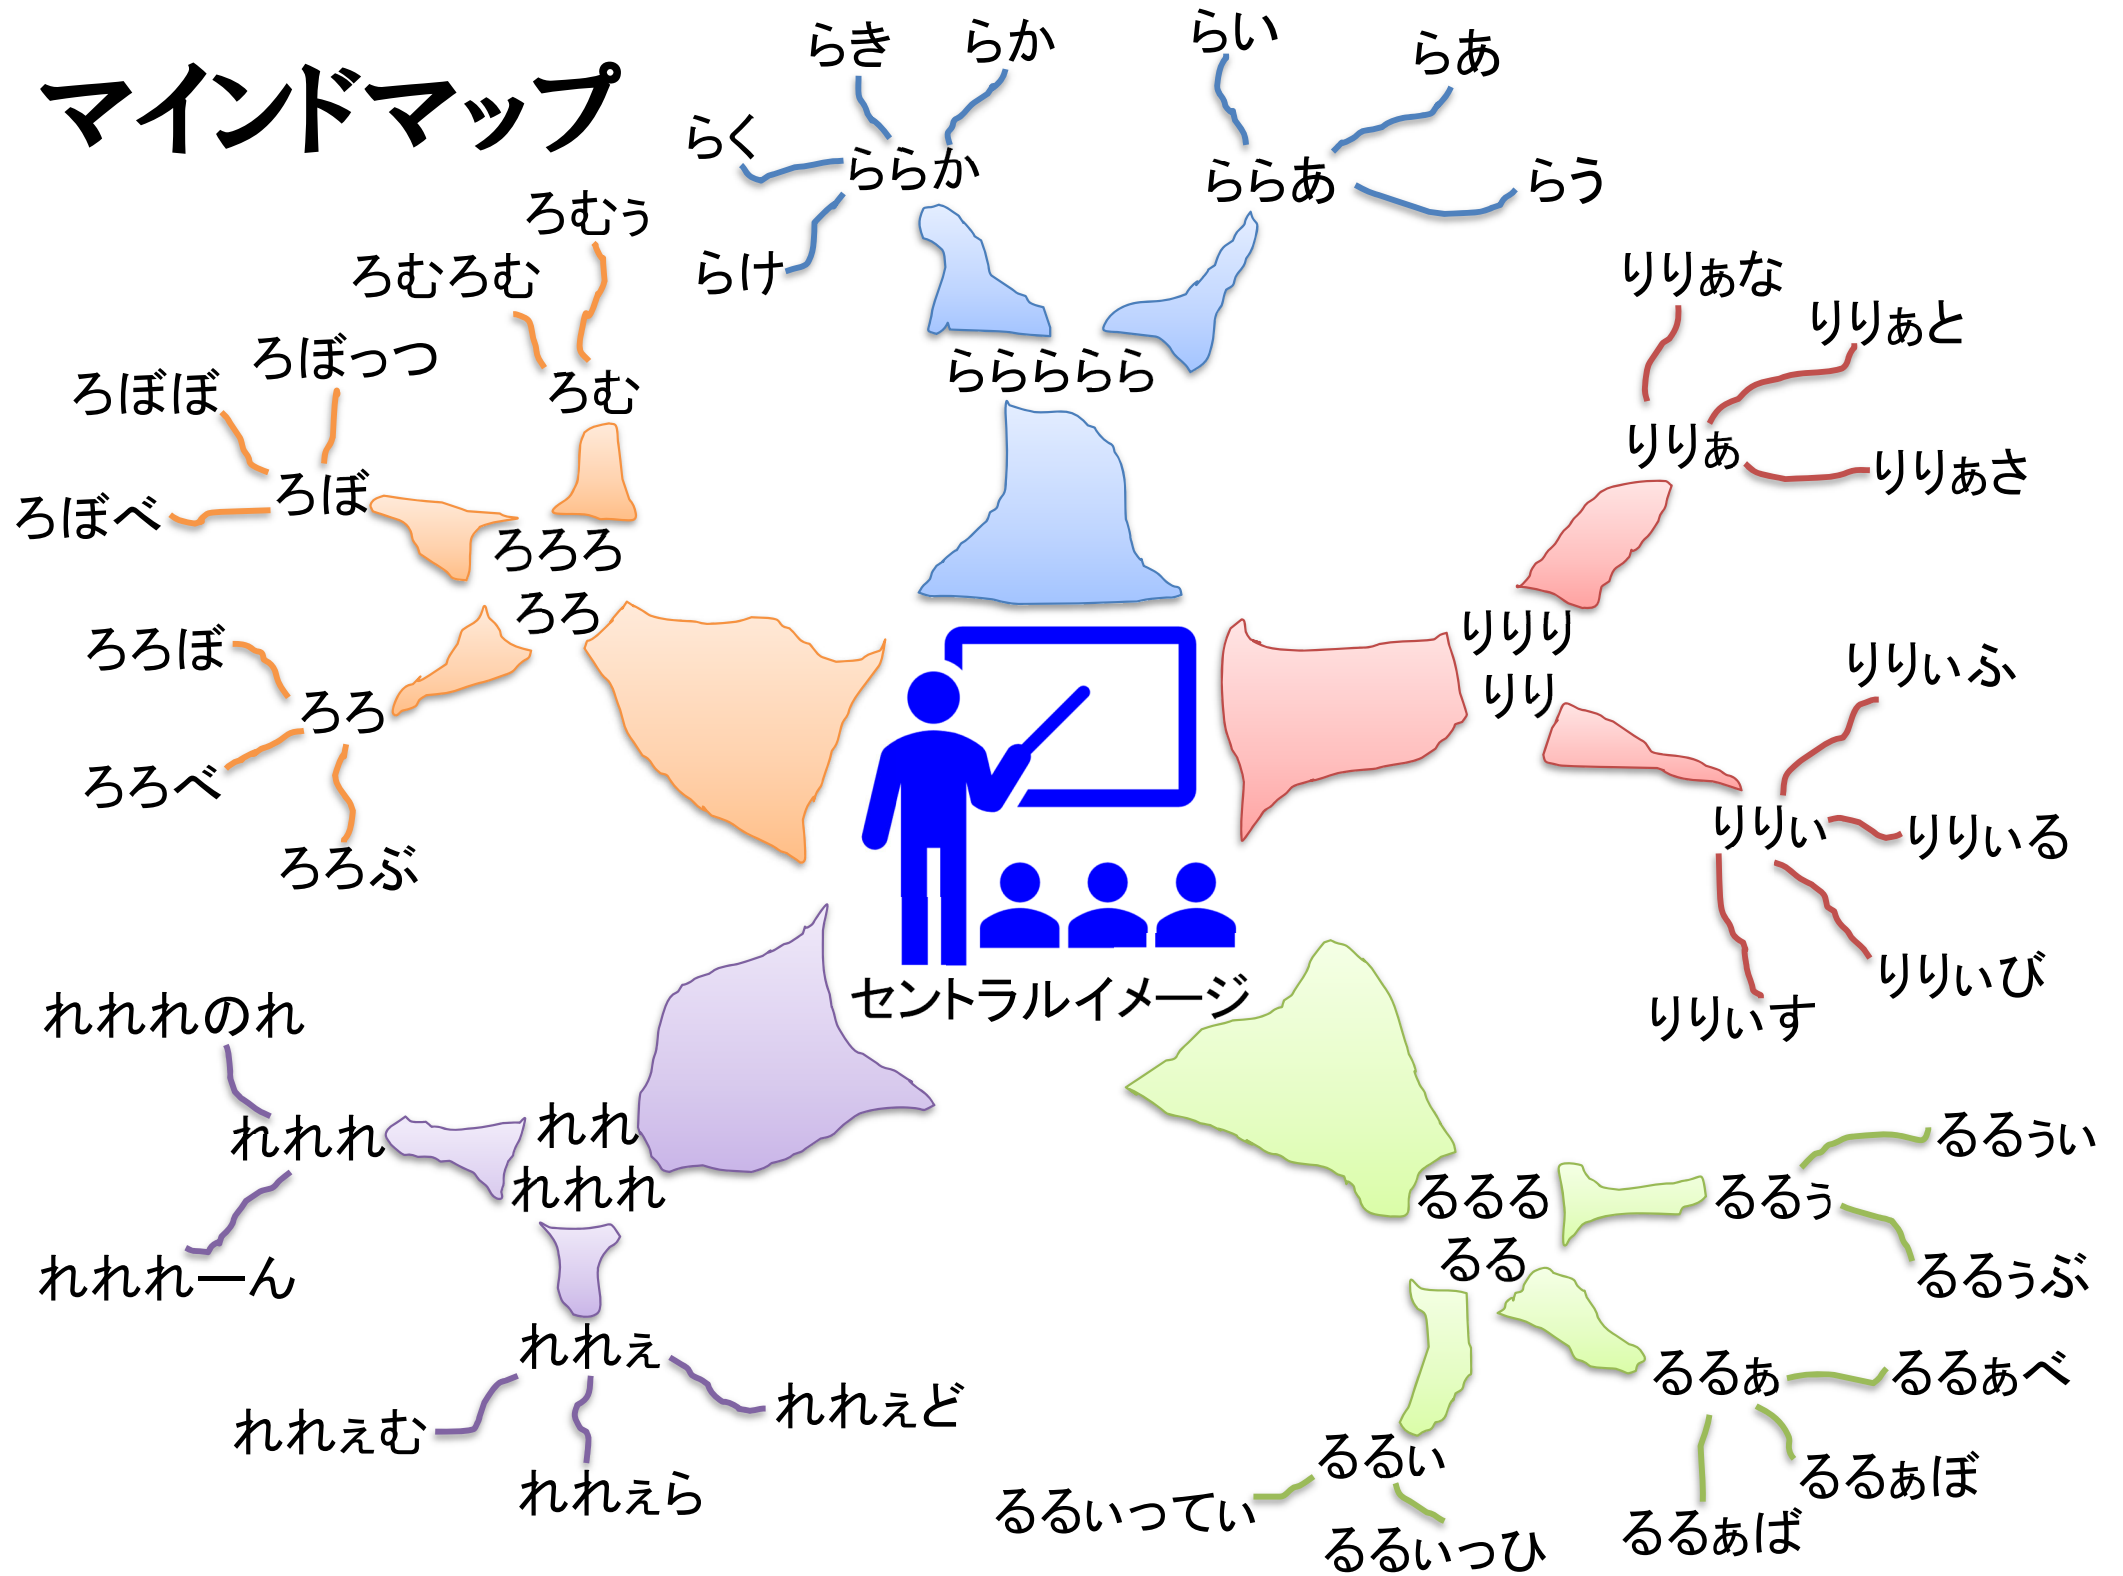 マインドマップ
らき
らか
らい
らあ
らく
ららか
ららあ
らう
らけ
ららららら
ろむぅ
ろむろむ
ろぼっつ
ろぼぼ
ろむ
ろぼ
ろぼべ
ろろろ
ろろ
ろろぼ
ろろ
ろろべ
ろろぶ
りりぁな
りりぁと
りりぁ
りりぁさ
りりり
りり
りりぃふ
りりぃ
りりぃる
りりぃび
りりぃす
セントラルイメージ
れれれのれ
れれれ
れれ
れれれ
れれれーん
れれぇ
れれぇむ
れれぇど
れれぇら
るるぅい
るるる
るる
るるぅ
るるぅぶ
るるぁ
るるぁべ
るるぁぼ
るるぁば
るるぃ
るるぃってぃ
るるぃっひ